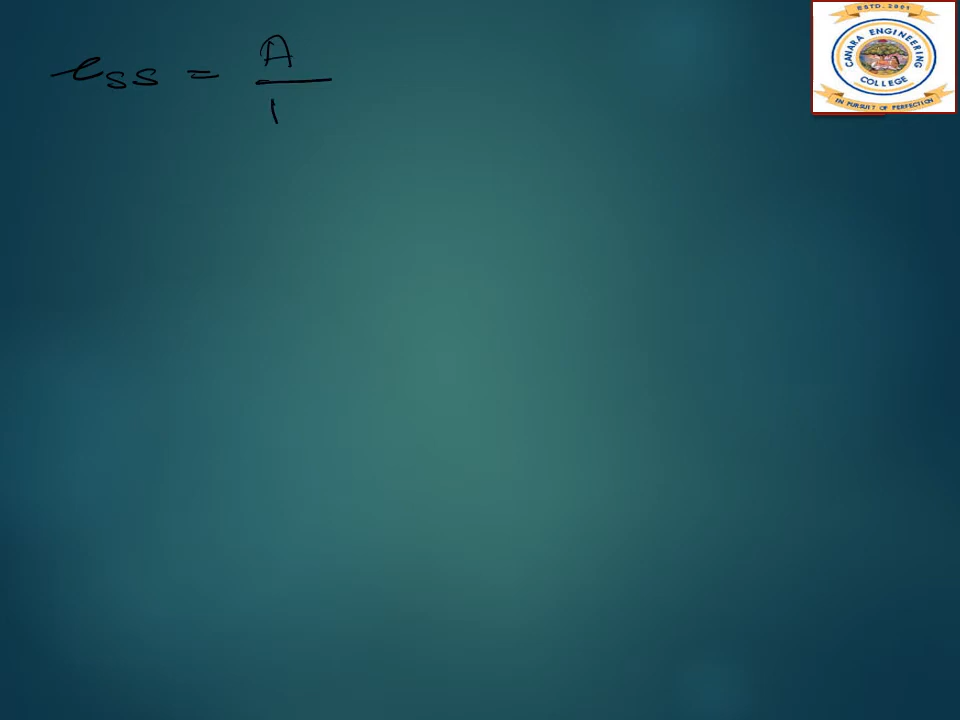 ESTD. 2001
CANARA ENGINEERING
COLLEGE
IN PURSUIT OF PERFECTION
ess = A
1